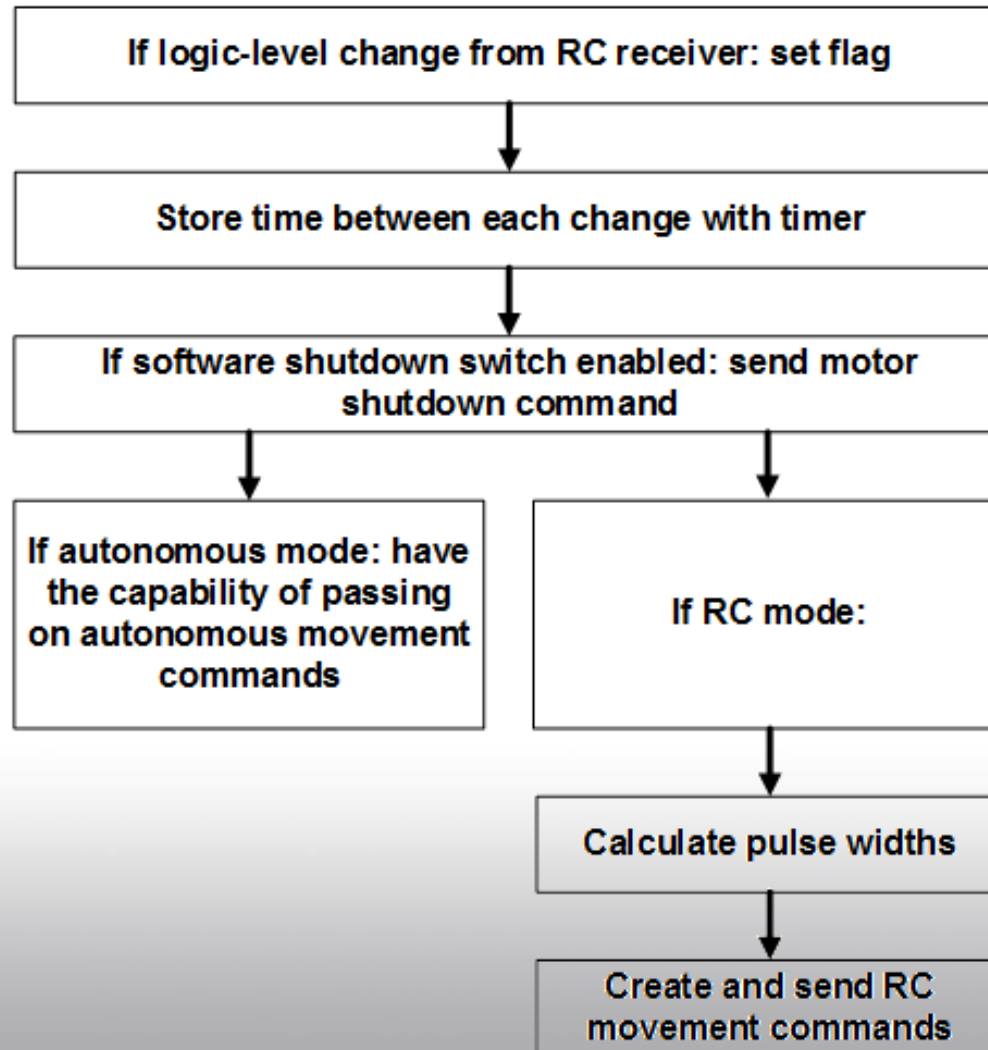 If logic-level change from RC receiver: set flag
Store time between each change with timer
If software shutdown switch enabled: send motor
shutdown command
If autonomous mode: have
the capability of passing
on autonomous movement
commands
If RC mode:
Calculate pulse widths
Create and send RC
movement commands